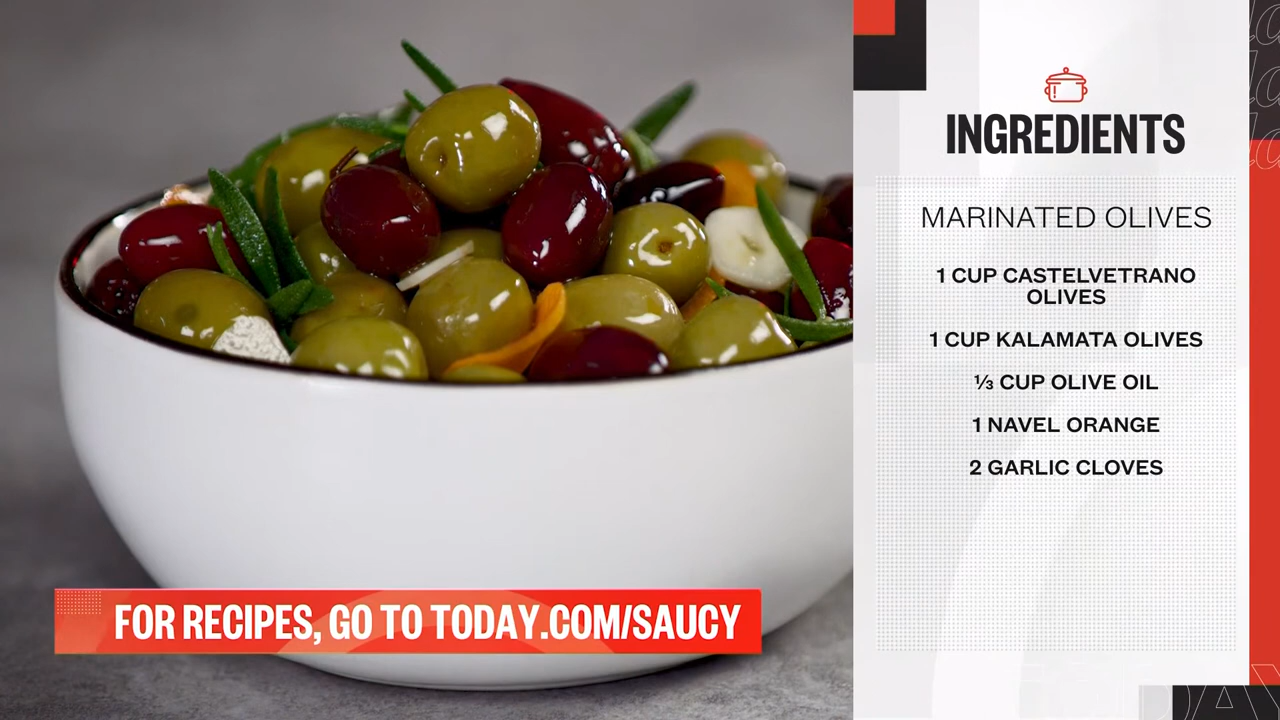 INGREDIENTS
MARINATED OLIVES
1 CUP CASTELVETRANO
OLIVES
1 CUP KALAMATA OLIVES
⅓ CUP OLIVE OIL
1 NAVEL ORANGE
2 GARLIC CLOVES
FOR RECIPES, GO TO TODAY.COM/SAUCY